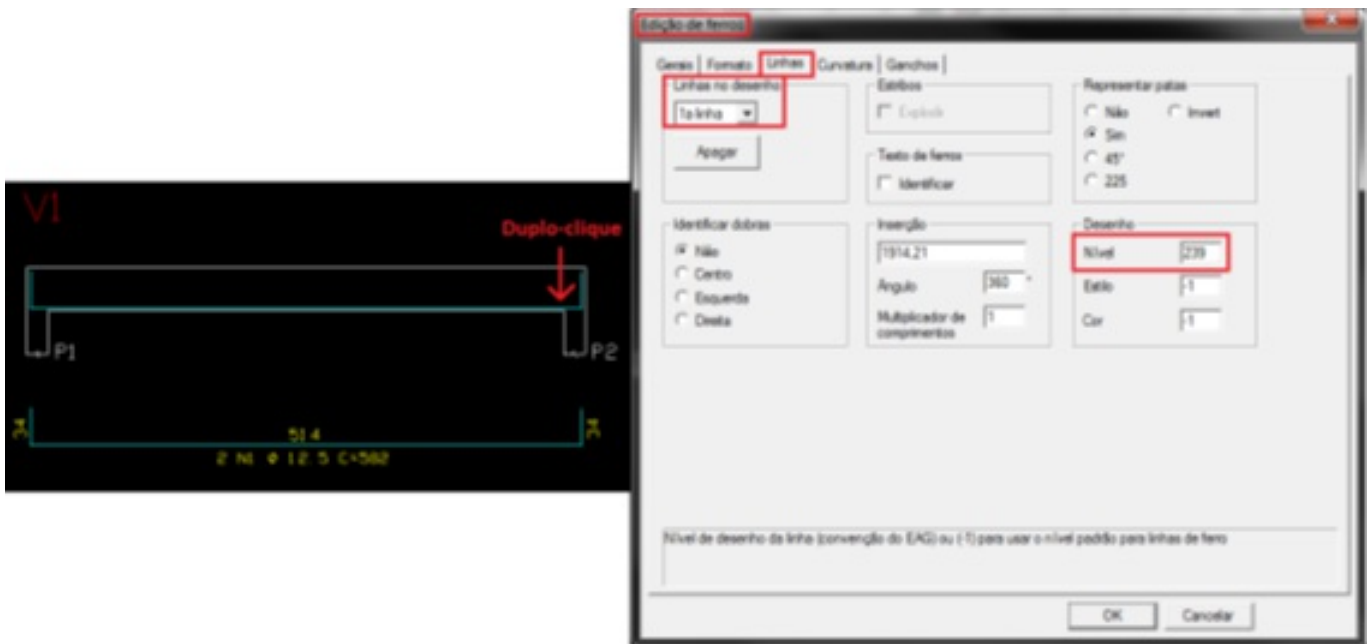 V1
Duplo-clique
P1
P2
34
514
34
2 N1 φ 12.5 C=582
Edição de ferros
Gerais
Formato
Linhas
Curvatura
Ganchos
Linhas no desenho
1a linha
Apagar
Estribos
Explodir
Texto de ferros
Identificar
Representar patas
Não
Invert
Sim
45°
225
Identificar dobras
Não
Centro
Esquerda
Direita
Inserção
1914,21
Ângulo
360 °
Multiplicador de
comprimentos
1
Desenho
Nível
239
Estilo
-1
Cor
-1
Nível de desenho da linha (convenção do EAG) ou (-1) para usar o nível padrão para linhas de ferro
OK
Cancelar